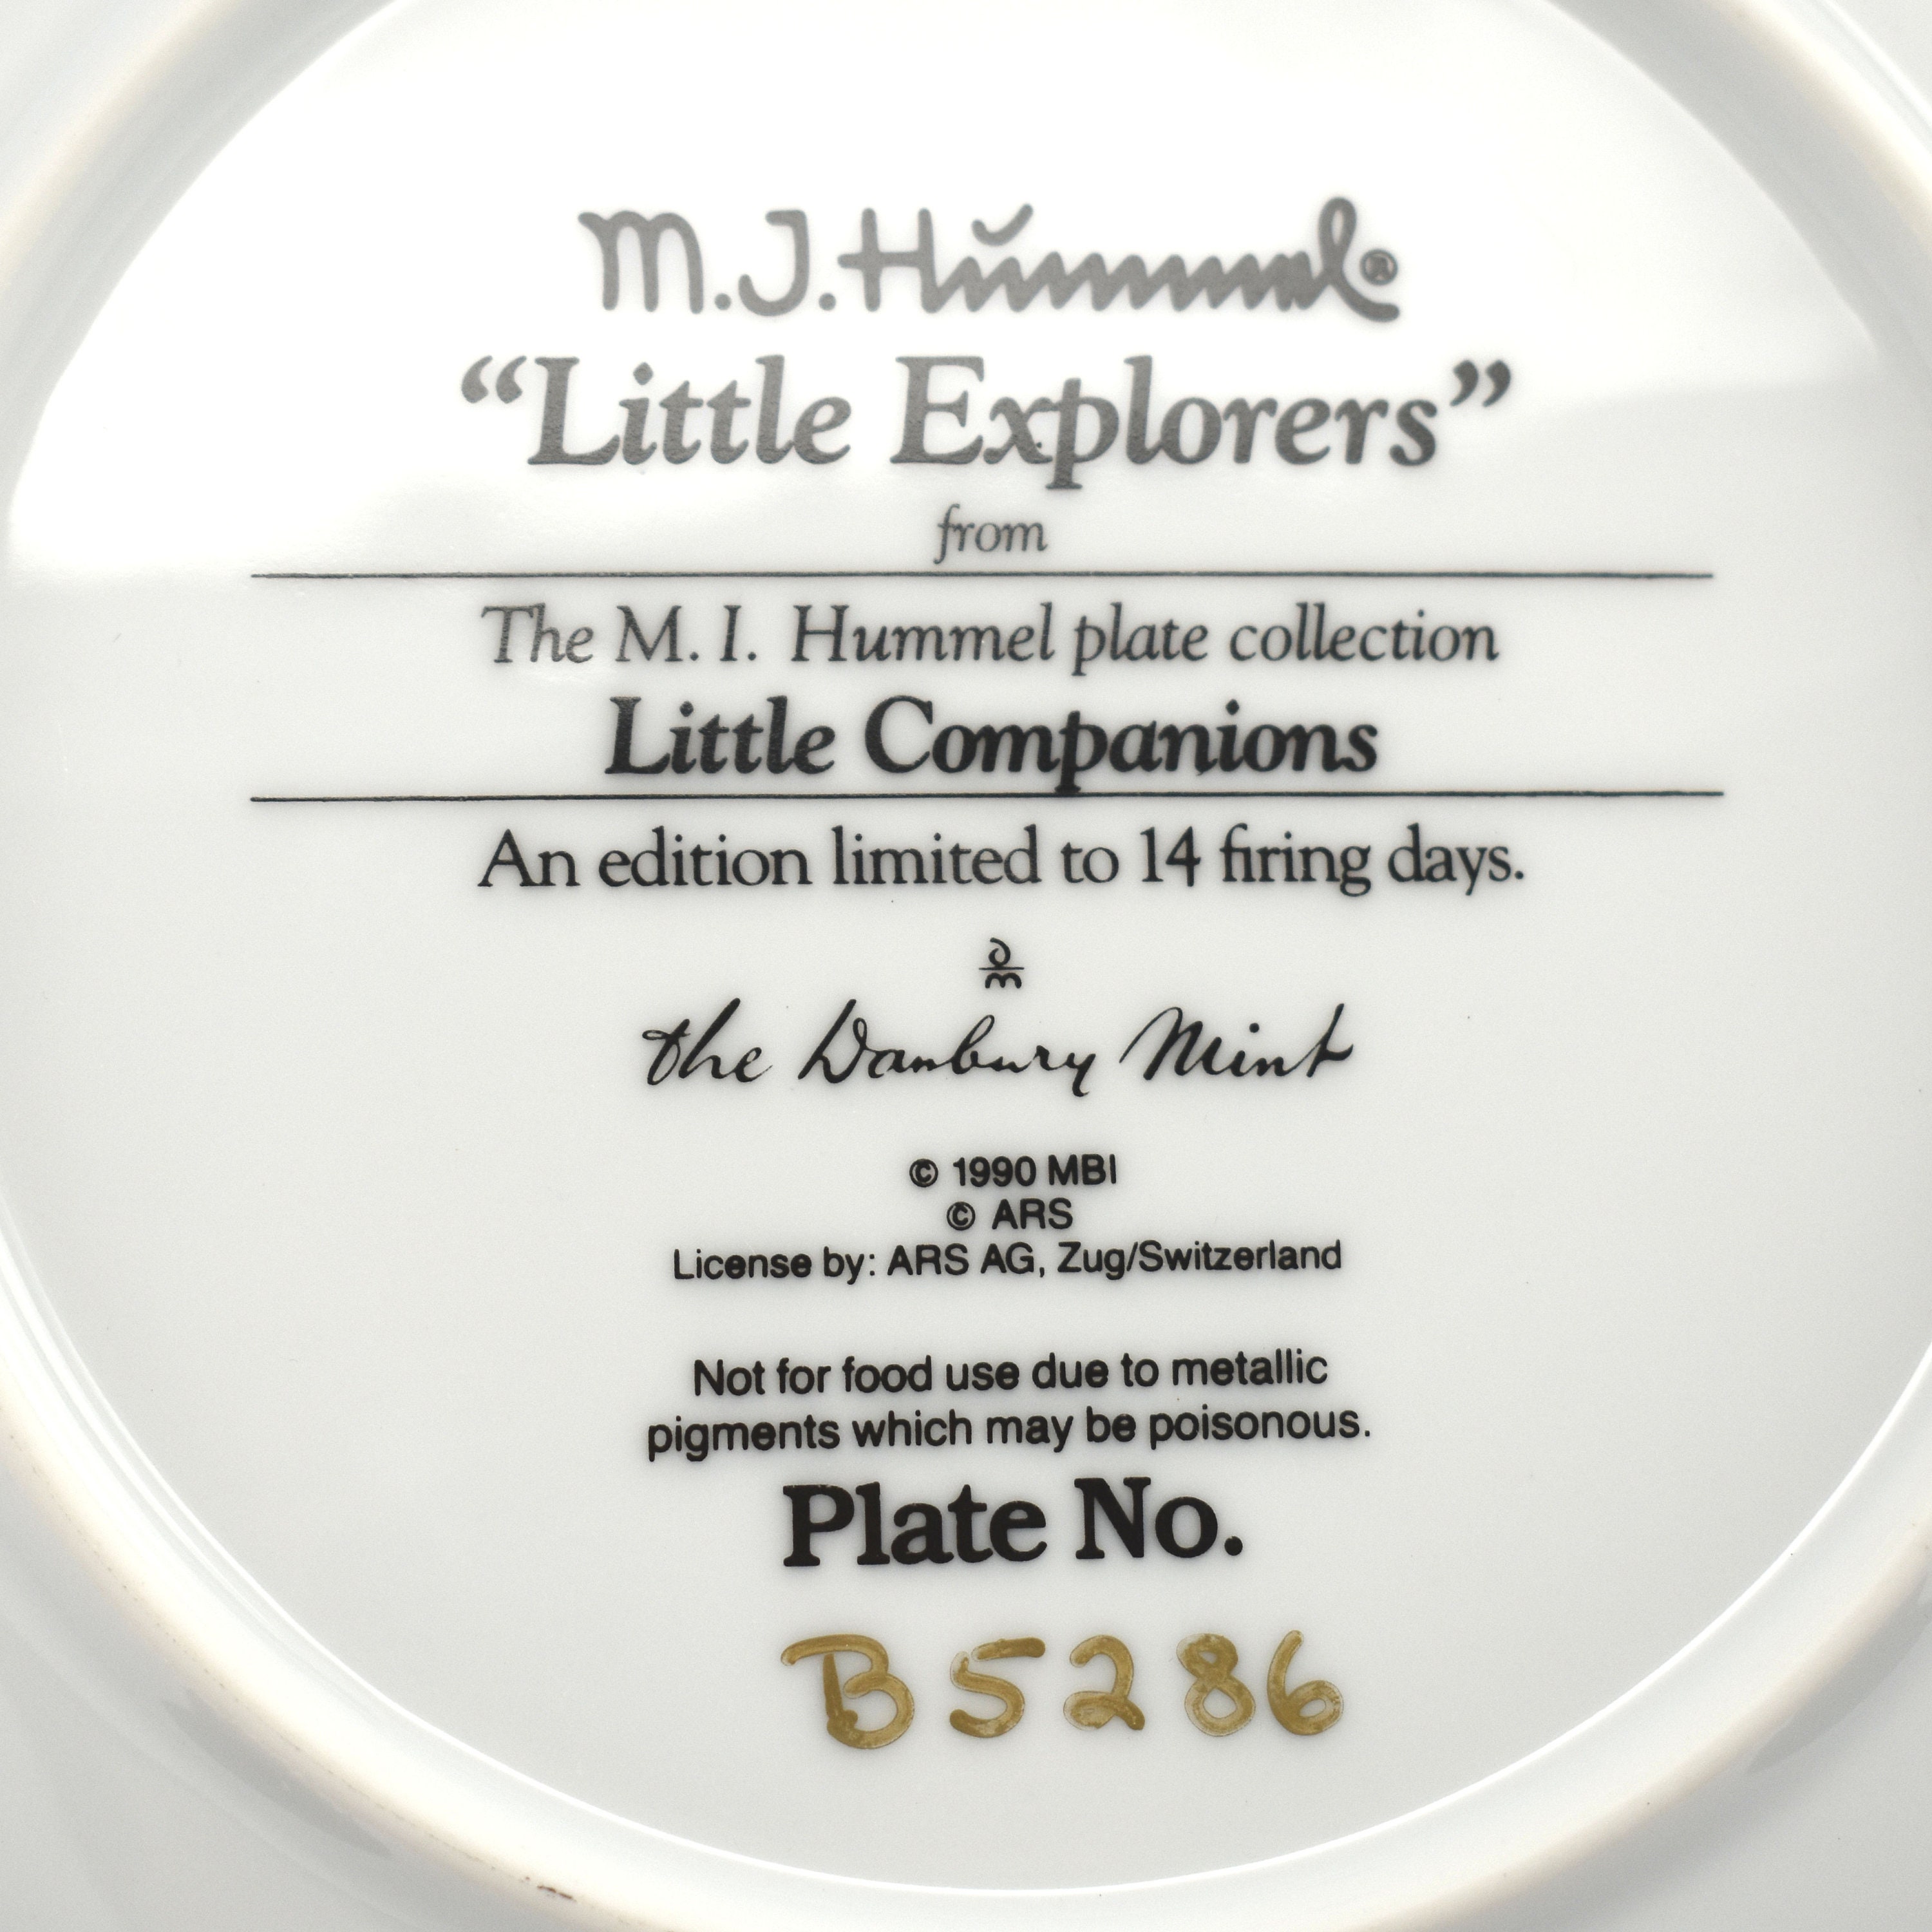 M.J.Hummel®
“Little Explorers”
from
The M. I. Hummel plate collection
Little Companions
An edition limited to 14 firing days.
dm
the Danbury Mint
© 1990 MBI
© ARS
License by: ARS AG, Zug/Switzerland
Not for food use due to metallic
pigments which may be poisonous.
Plate No.
B5286